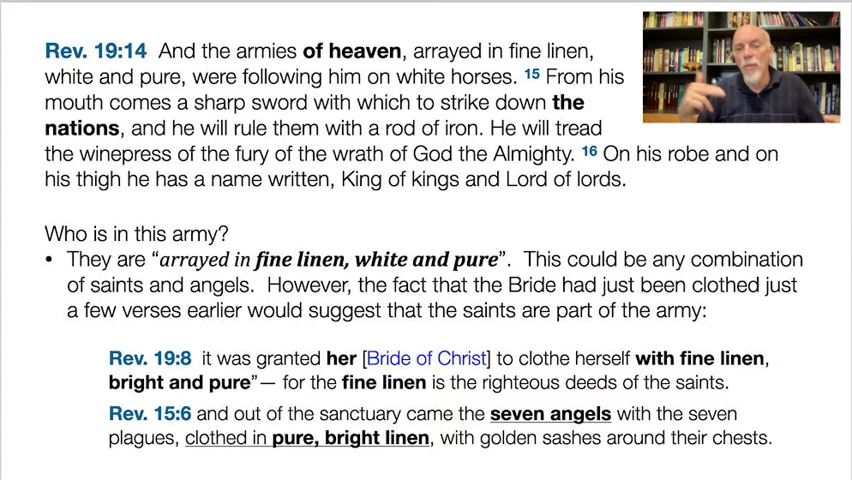 Rev. 19:14 And the armies of heaven, arrayed in fine linen,
white and pure, were following him on white horses. 15 From his
mouth comes a sharp sword with which to strike down the
nations, and he will rule them with a rod of iron. He will tread
the winepress of the fury of the wrath of God the Almighty. 16 On his robe and on
his thigh he has a name written, King of kings and Lord of lords.
Who is in this army?
• They are “arrayed in fine linen, white and pure”. This could be any combination
of saints and angels. However, the fact that the Bride had just been clothed just
a few verses earlier would suggest that the saints are part of the army:
Rev. 19:8 it was granted her [Bride of Christ] to clothe herself with fine linen,
bright and pure”— for the fine linen is the righteous deeds of the saints.
Rev. 15:6 and out of the sanctuary came the seven angels with the seven
plagues, clothed in pure, bright linen, with golden sashes around their chests.